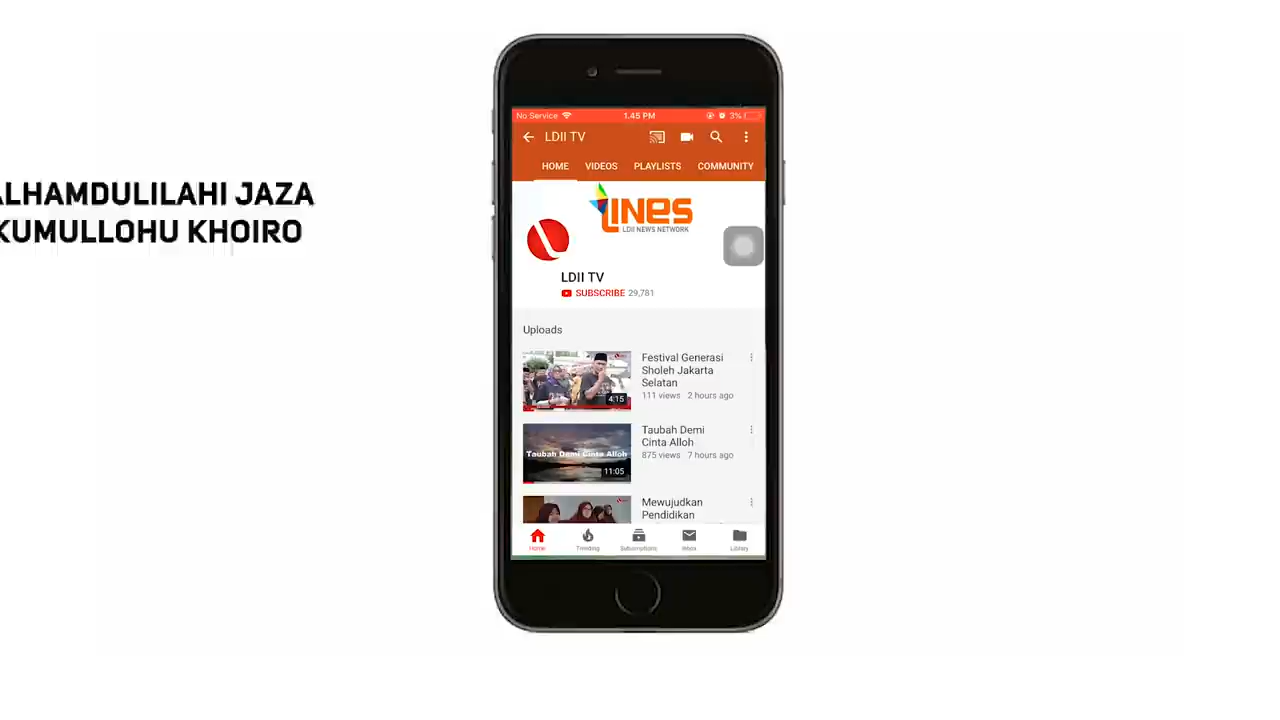 ALHAMDULILAHI JAZA
KUMULLOHU KHOIRO
No Service
1.45 PM
3%
LDII TV
HOME
VIDEOS
PLAYLISTS
COMMUNITY
LINES
LDII NEWS NETWORK
LDII TV
SUBSCRIBE 29,781
Uploads
Festival Generasi
Sholeh Jakarta
Selatan
111 views 2 hours ago
4:15
Taubah Demi
Cinta Alloh
875 views 7 hours ago
Taubah Demi Cinta Alloh
11:05
Mewujudkan
Pendidikan
Home
Trending
Subscriptions
Inbox
Library